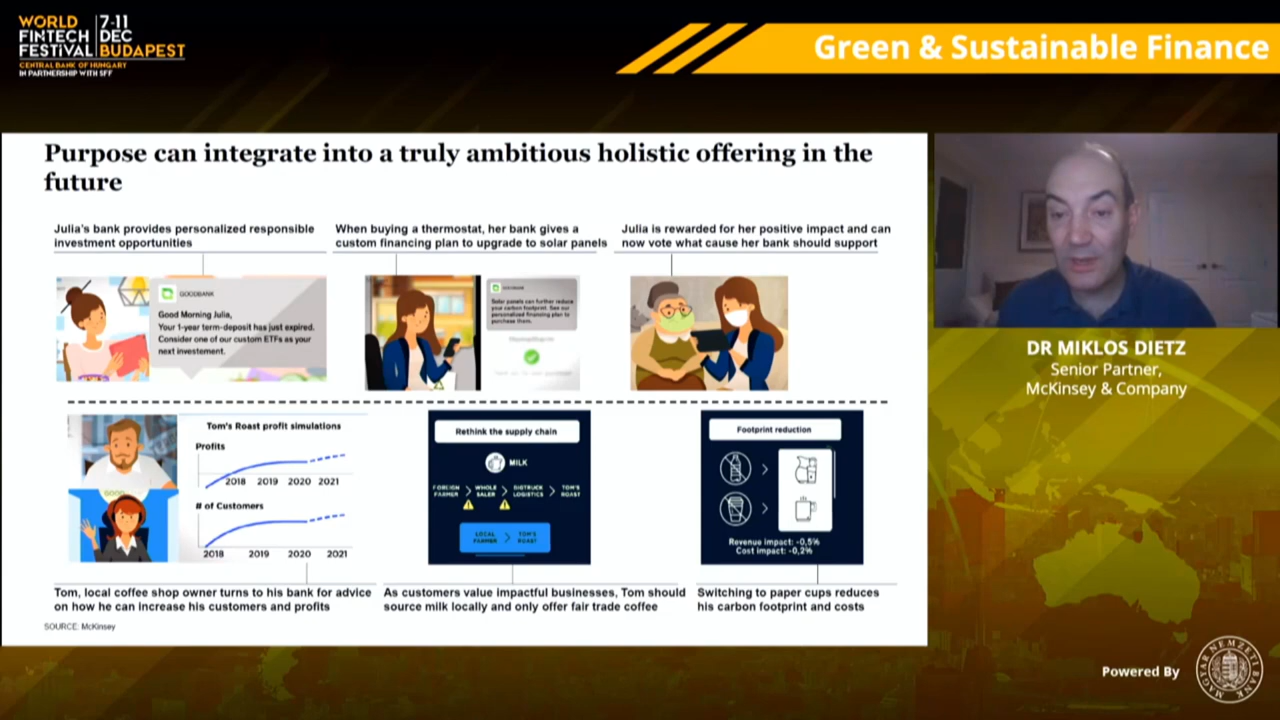 WORLD
FINTECH
FESTIVAL
7-11
DEC
BUDAPEST
CENTRAL BANK OF HUNGARY
IN PARTNERSHIP WITH SFF
Green & Sustainable Finance
Purpose can integrate into a truly ambitious holistic offering in the
future
Julia's bank provides personalized responsible
investment opportunities
When buying a thermostat, her bank gives a
custom financing plan to upgrade to solar panels
Julia is rewarded for her positive impact and can
now vote what cause her bank should support
GOODBANK
Good Morning Julia,
Your 1-year term-deposit has just expired.
Consider one of our custom ETFs as your
next investement.
GOODBANK
Solar panels can further reduce
your carbon footprint. See our
personalized financing plan to
purchase them.
DR MIKLOS DIETZ
Senior Partner,
McKinsey & Company
Tom's Roast profit simulations
Profits
2018 2019 2020 2021
# of Customers
2018 2019 2020 2021
GOOD
Rethink the supply chain
MILK
FOREIGN
FARMER
WHOLE
SALER
DISTRUCK
LOGISTICS
TOM'S
ROAST
LOCAL
FARMER
TOM'S
ROAST
Footprint reduction
Revenue impact: -0,5%
Cost impact: -0,2%
Tom, local coffee shop owner turns to his bank for advice
on how he can increase his customers and profits
As customers value impactful businesses, Tom should
source milk locally and only offer fair trade coffee
Switching to paper cups reduces
his carbon footprint and costs
SOURCE: McKinsey
Powered By
MAGYAR NEMZETI BANK